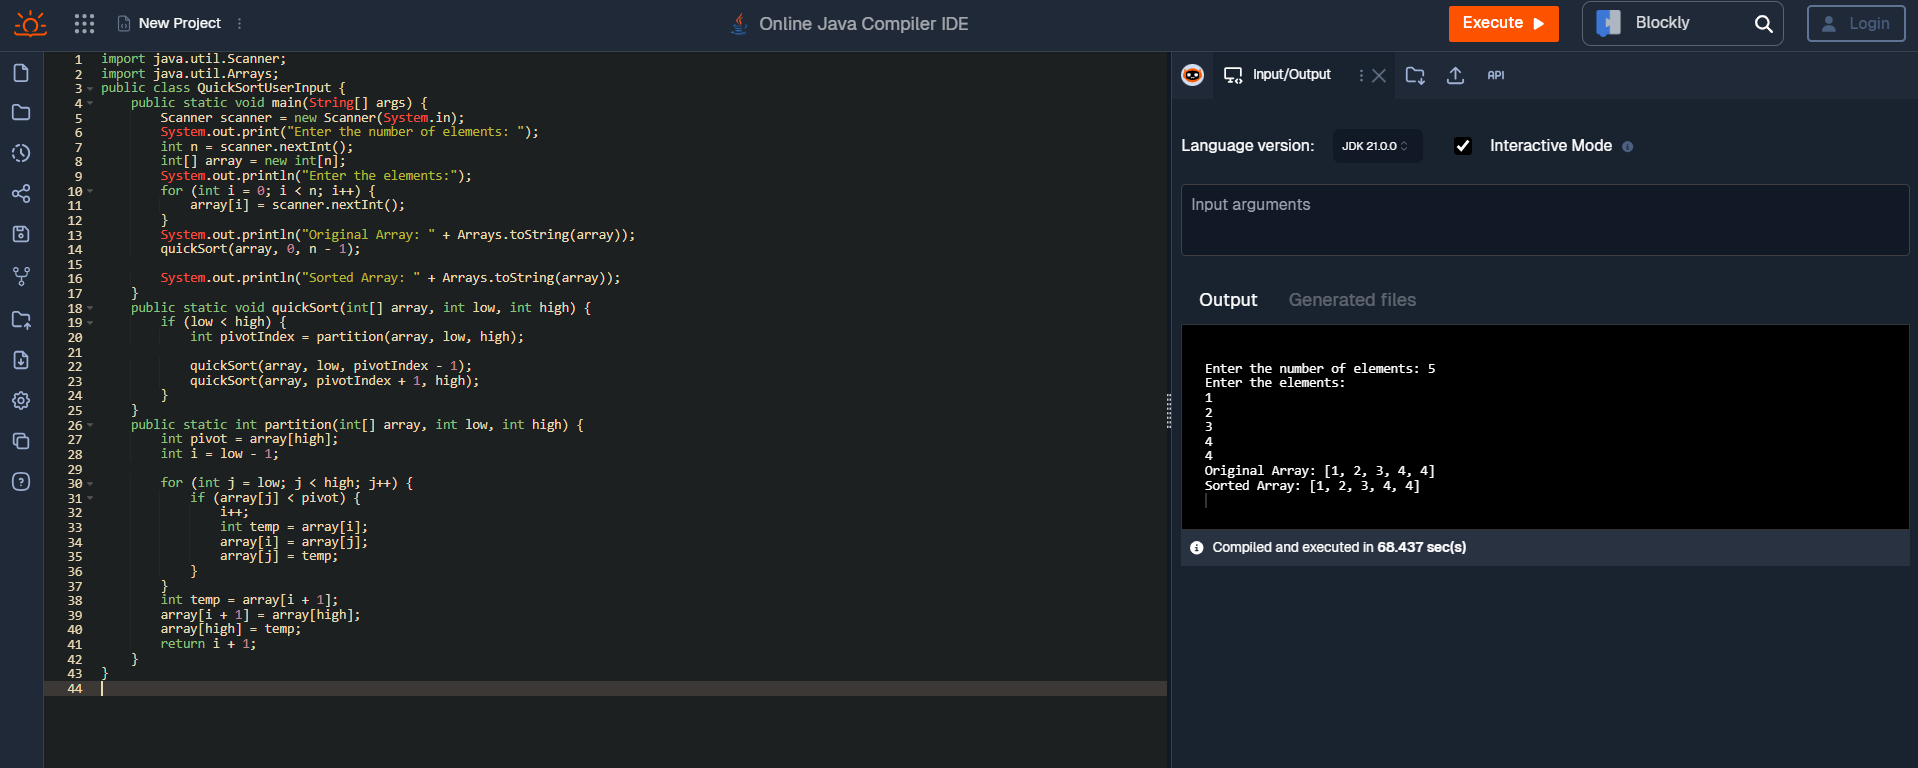 New Project
Online Java Compiler IDE
Execute
Blockly
Login
1 import java.util.Scanner;
2 import java.util.Arrays;
3 public class QuickSortUserInput {
4     public static void main(String[] args) {
5         Scanner scanner = new Scanner(System.in);
6         System.out.print("Enter the number of elements: ");
7         int n = scanner.nextInt();
8         int[] array = new int[n];
9         System.out.println("Enter the elements:");
10         for (int i = 0; i < n; i++) {
11             array[i] = scanner.nextInt();
12         }
13         System.out.println("Original Array: " + Arrays.toString(array));
14         quickSort(array, 0, n - 1);
15
16         System.out.println("Sorted Array: " + Arrays.toString(array));
17     }
18     public static void quickSort(int[] array, int low, int high) {
19         if (low < high) {
20             int pivotIndex = partition(array, low, high);
21
22             quickSort(array, low, pivotIndex - 1);
23             quickSort(array, pivotIndex + 1, high);
24         }
25     }
26     public static int partition(int[] array, int low, int high) {
27         int pivot = array[high];
28         int i = low - 1;
29
30         for (int j = low; j < high; j++) {
31             if (array[j] < pivot) {
32                 i++;
33                 int temp = array[i];
34                 array[i] = array[j];
35                 array[j] = temp;
36             }
37         }
38         int temp = array[i + 1];
39         array[i + 1] = array[high];
40         array[high] = temp;
41         return i + 1;
42     }
43 }
44
Input/Output
API
Language version:
JDK 21.0.0
Interactive Mode
Input arguments
Output
Generated files
Enter the number of elements: 5
Enter the elements:
1
2
3
4
4
Original Array: [1, 2, 3, 4, 4]
Sorted Array: [1, 2, 3, 4, 4]
Compiled and executed in 68.437 sec(s)